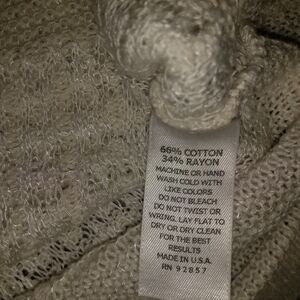 66% COTTON
34% RAYON
MACHINE OR HAND
WASH COLD WITH
LIKE COLORS
DO NOT BLEACH
DO NOT TWIST OR
WRING. LAY FLAT TO
DRY OR DRY CLEAN
FOR THE BEST
RESULTS
MADE IN U.S.A.
RN 92857